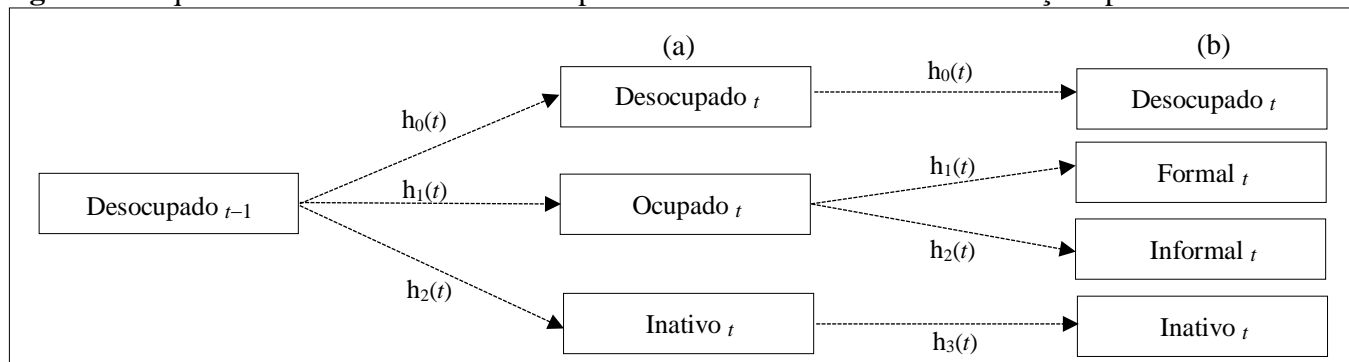 (a) (b)
h0(t)
Desocupado t Desocupado t
h0(t)
h1(t) Formal t
h1(t)
Desocupado t–1 Ocupado t
h2(t) Informal t
h2(t)
Inativo t Inativo t
h3(t)